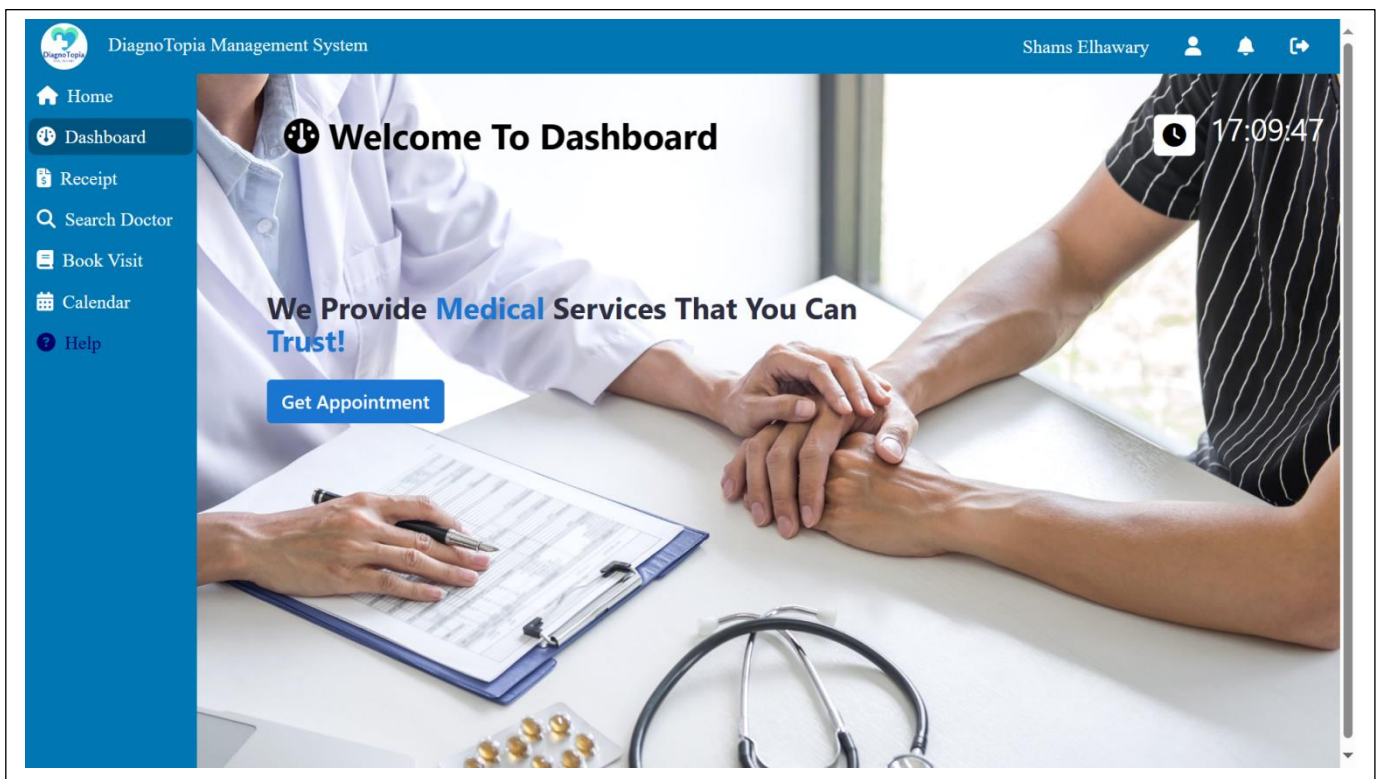 DiagnoTopia
DiagnoTopia Management System
Shams Elhawary
Home
Dashboard
Receipt
Search Doctor
Book Visit
Calendar
Help
Welcome To Dashboard
17:09:47
We Provide Medical Services That You Can
Trust!
Get Appointment